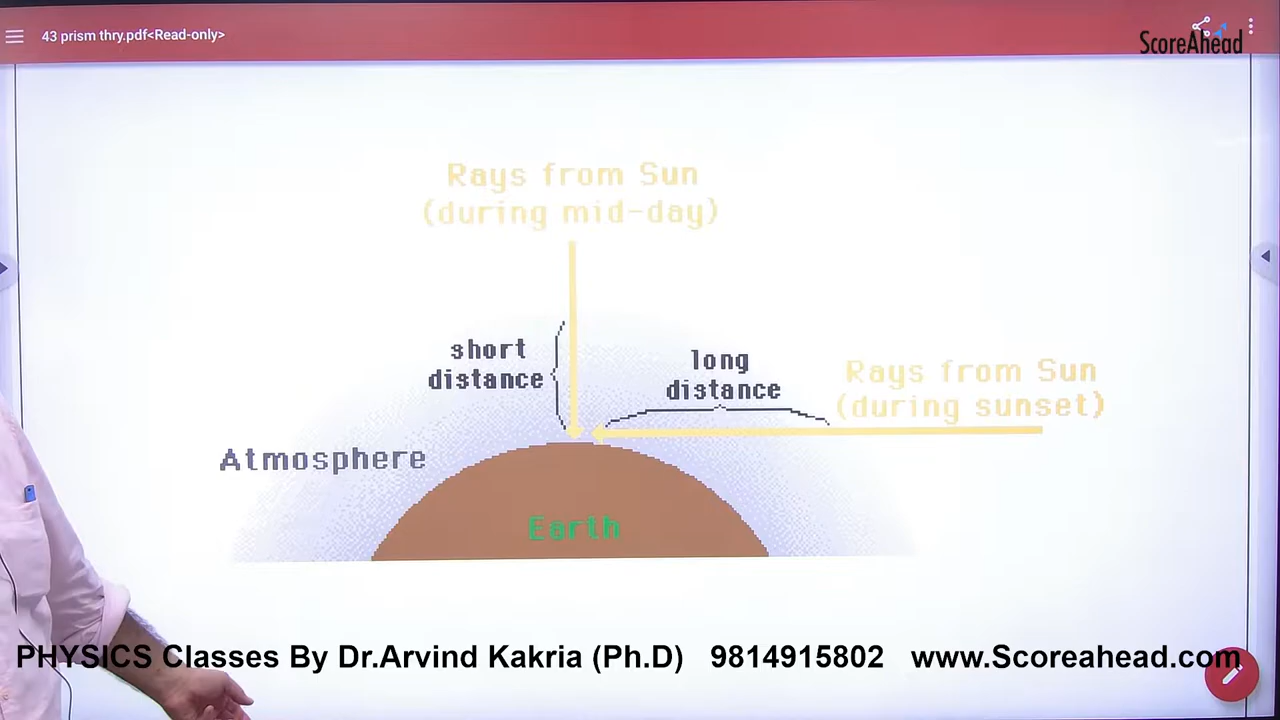 43 prism thry.pdf<Read-only>
ScoreAhead
Rays from Sun
(during mid-day)
short
distance
long
distance
Rays from Sun
(during sunset)
Atmosphere
Earth
PHYSICS Classes By Dr.Arvind Kakria (Ph.D) 9814915802 www.Scoreahead.com